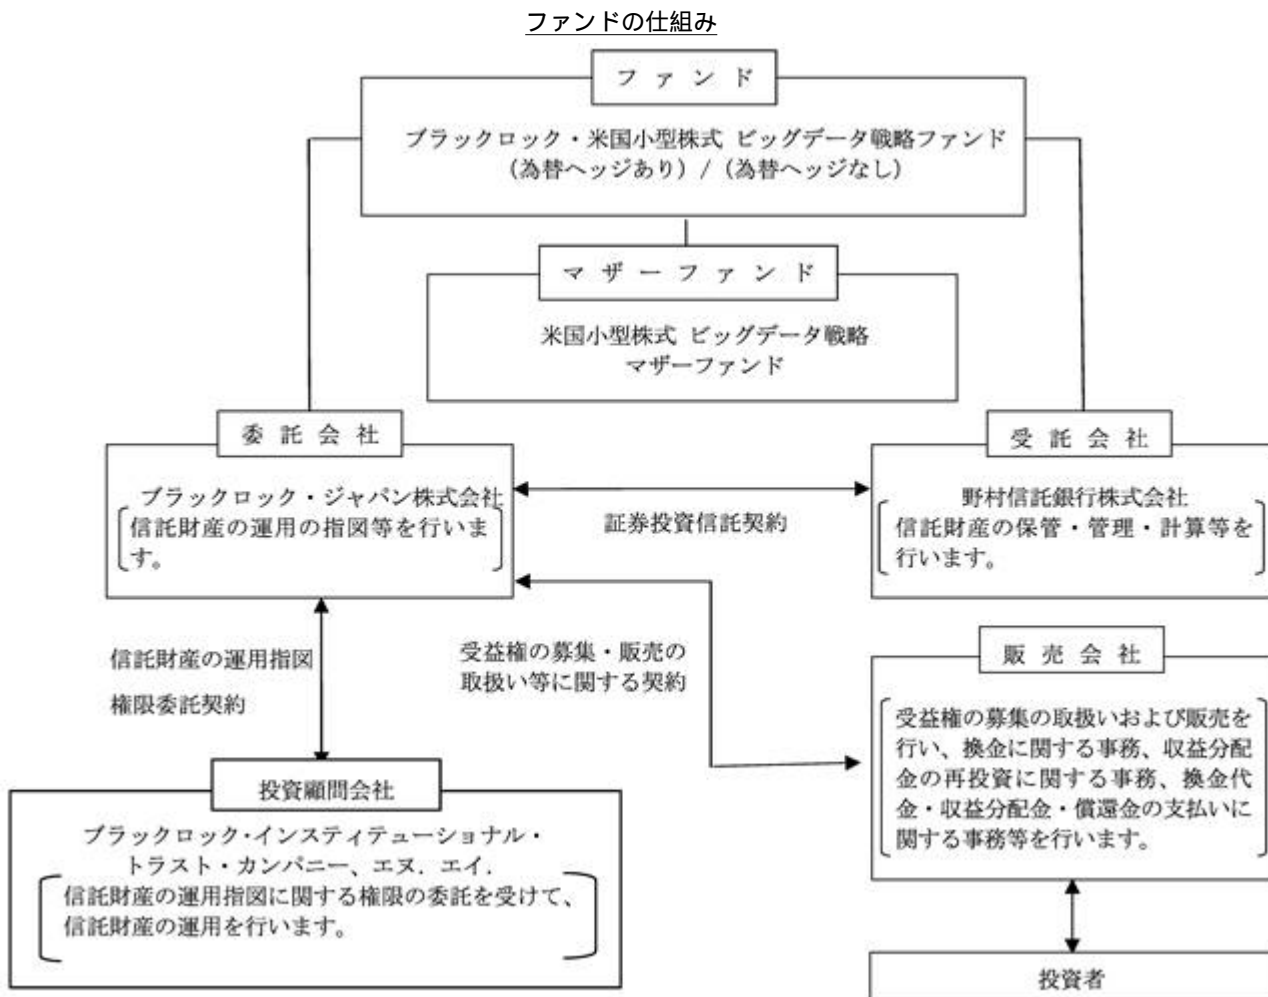 ファンドの仕組み
ファンド
ブラックロック・米国小型株式 ビッグデータ戦略ファンド
（為替ヘッジあり）/（為替ヘッジなし）
マザーファンド
米国小型株式 ビッグデータ戦略
マザーファンド
委託会社
ブラックロック・ジャパン株式会社
信託財産の運用の指図等を行いま
す。
証券投資信託契約
受託会社
野村信託銀行株式会社
信託財産の保管・管理・計算等を
行います。
信託財産の運用指図
権限委託契約
受益権の募集・販売の
取扱い等に関する契約
販売会社
受益権の募集の取扱いおよび販売を
行い、換金に関する事務、収益分配
金の再投資に関する事務、換金代
金・収益分配金・償還金の支払いに
関する事務等を行います。
投資顧問会社
ブラックロック・インスティテューショナル・
トラスト・カンパニー、エヌ．エイ．
信託財産の運用指図に関する権限の委託を受けて、
信託財産の運用を行います。
投資者